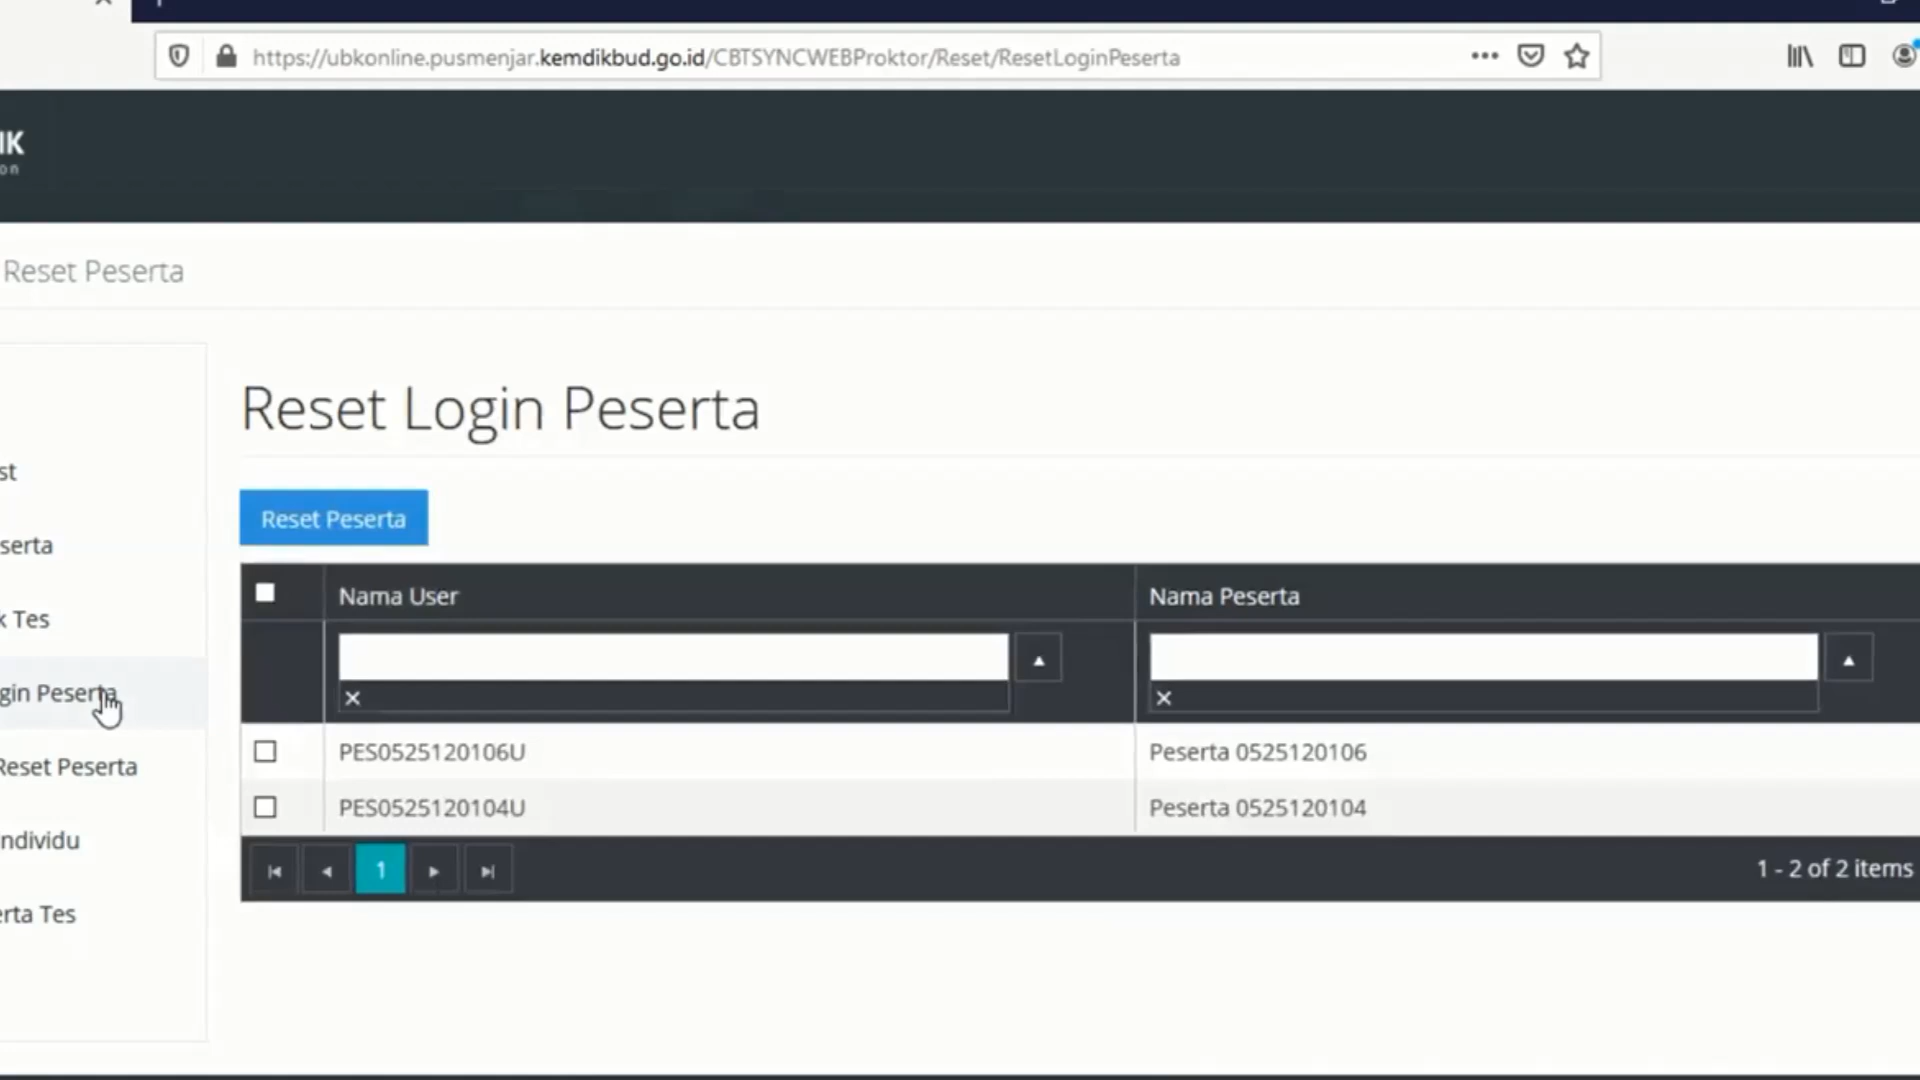 https://ubkonline.pusmenjar.kemdikbud.go.id/CBTSYNCWEBProktor/Reset/ResetLoginPeserta
IK
on
Reset Peserta
Reset Login Peserta
st
Reset Peserta
serta
Nama User
Nama Peserta
k Tes
gin Peserta
PES0525120106U
Peserta 0525120106
Reset Peserta
PES0525120104U
Peserta 0525120104
ndividu
1
1 - 2 of 2 items
erta Tes